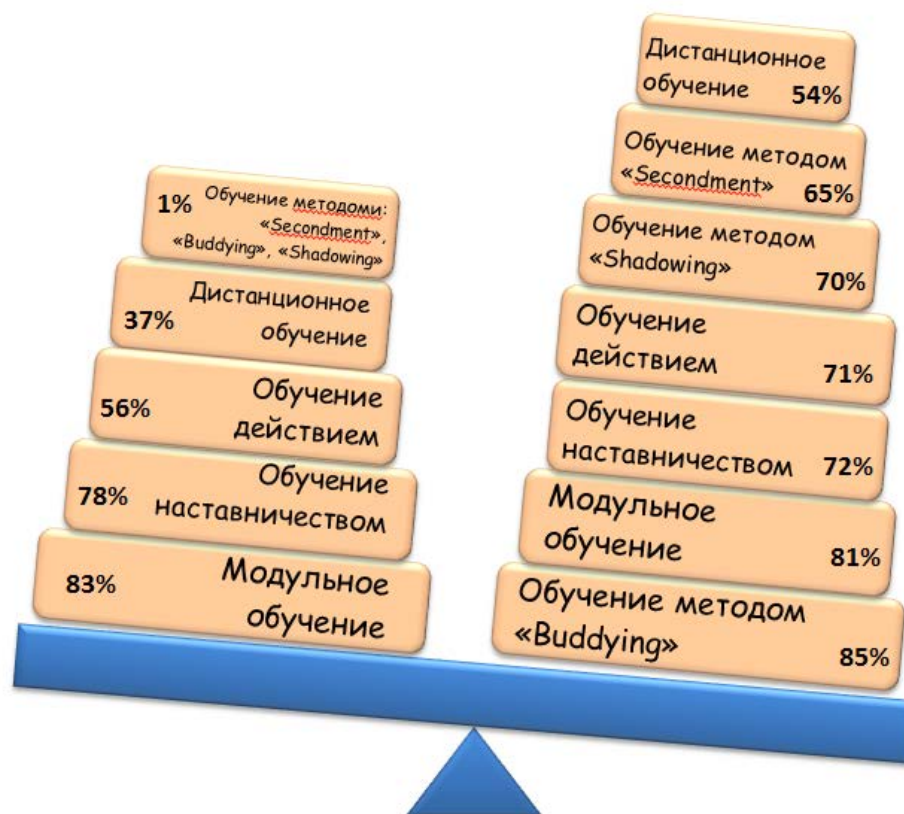 1% Обучение методоми:
«Secondment»,
«Buddying», «Shadowing»
37% Дистанционное
обучение
56% Обучение
действием
78% Обучение
наставничеством
83% Модульное
обучение
Дистанционное
обучение 54%
Обучение методом
«Secondment» 65%
Обучение методом
«Shadowing» 70%
Обучение
действием 71%
Обучение
наставничеством 72%
Модульное
обучение 81%
Обучение методом
«Buddying» 85%